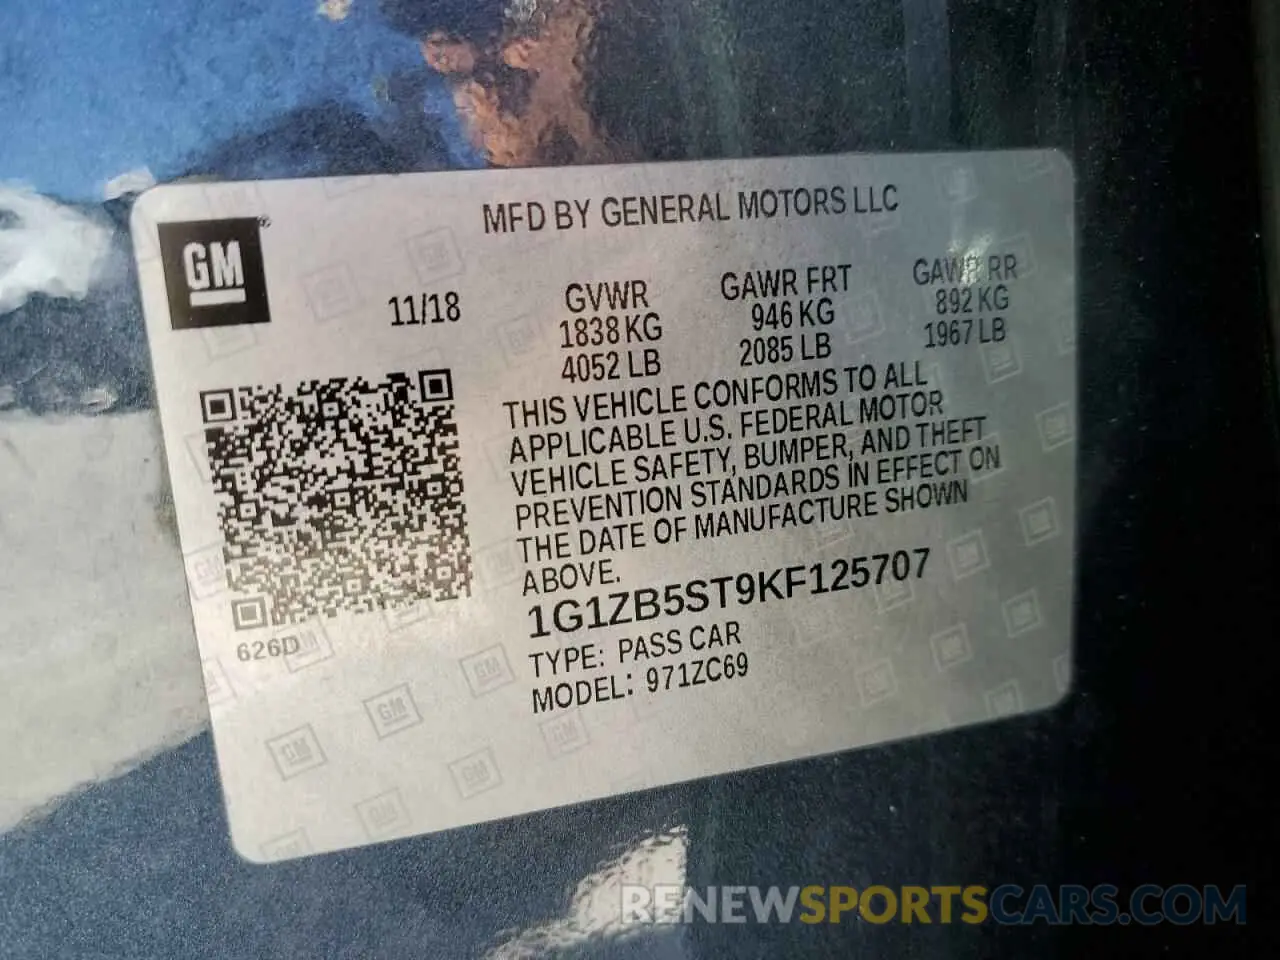 MFD BY GENERAL MOTORS LLC
GM
11/18
GVWR
1838 KG
4052 LB
GAWR FRT
946 KG
2085 LB
GAWR RR
892 KG
1967 LB
THIS VEHICLE CONFORMS TO ALL
APPLICABLE U.S. FEDERAL MOTOR
VEHICLE SAFETY, BUMPER, AND THEFT
PREVENTION STANDARDS IN EFFECT ON
THE DATE OF MANUFACTURE SHOWN
ABOVE.
1G1ZB5ST9KF125707
TYPE: PASS CAR
MODEL: 971ZC69
626D
RENEWSPORTSCARS.COM